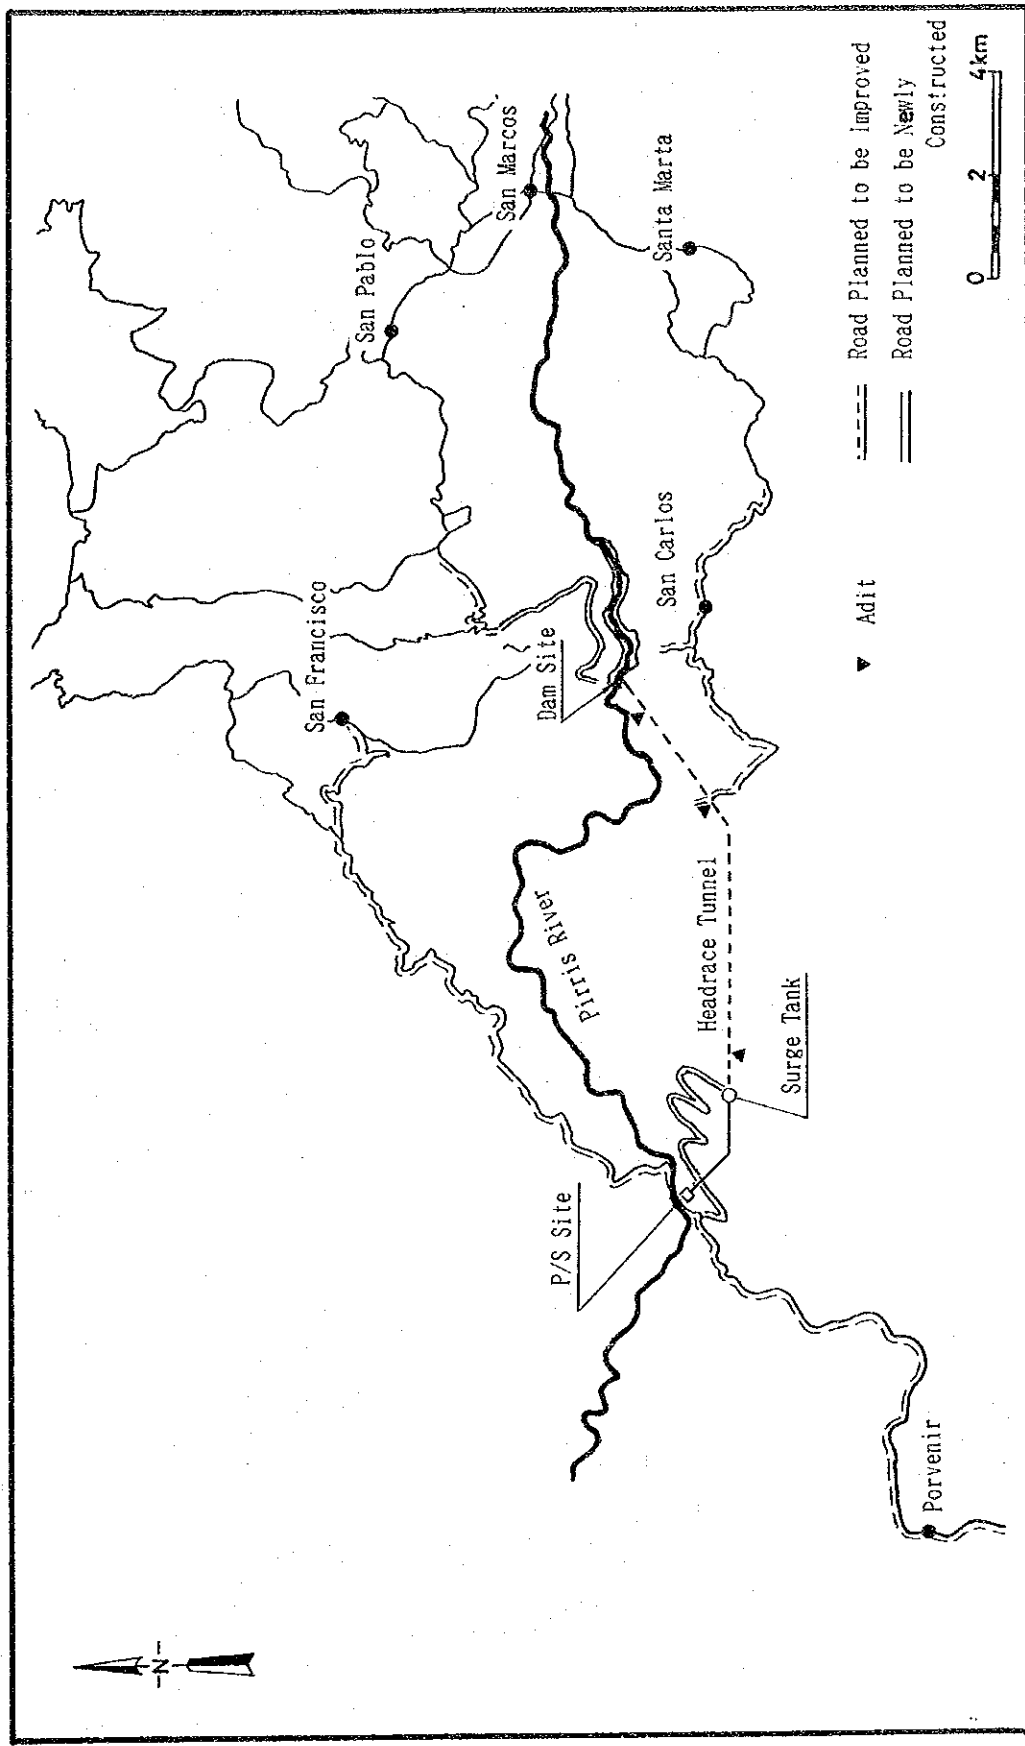 -N-
San Francisco
San Pablo
San Marcos
Santa Marta
Dam Site
San Carlos
Pirris River
P/S Site
Headrace Tunnel
Surge Tank
Porvenir
Adit
Road Planned to be Improved
Road Planned to be Newly
Constructed
0 2 4km